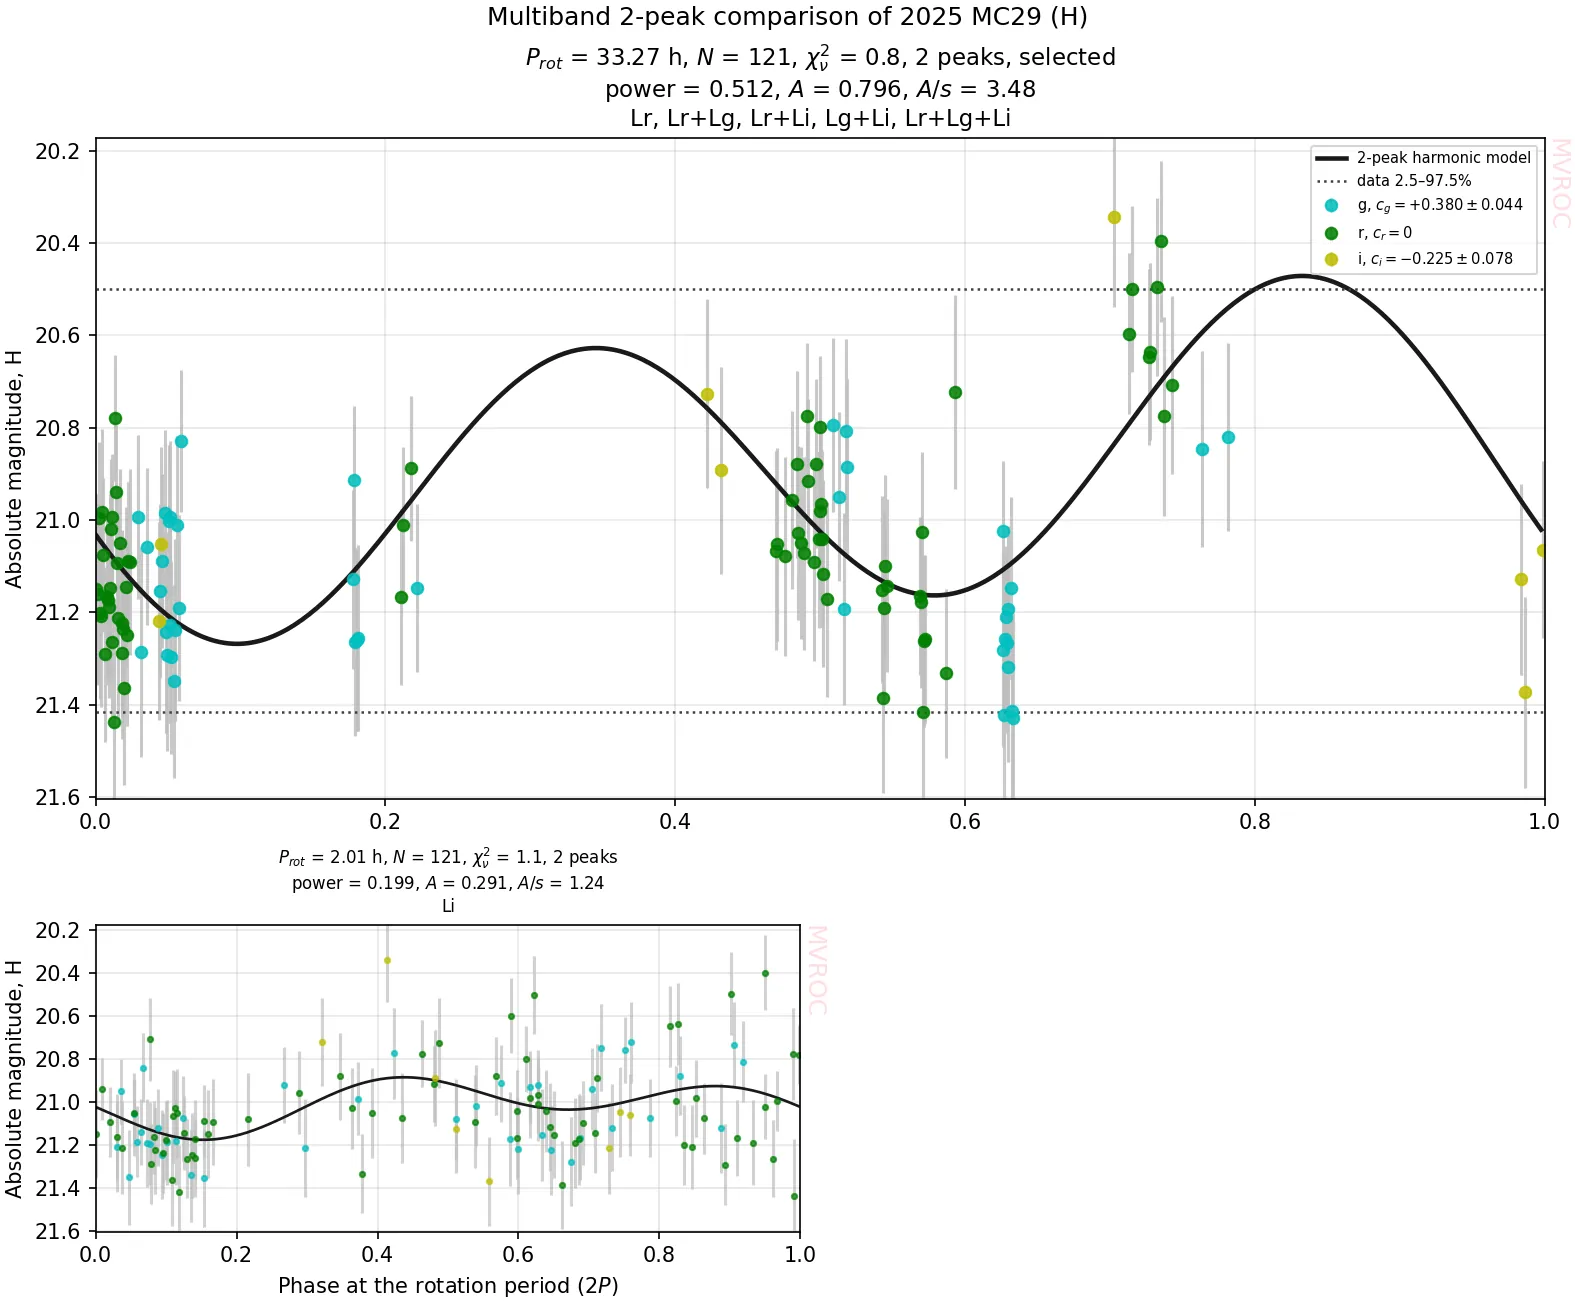 Multiband 2-peak comparison of 2025 MC29 (H)
P_rot = 33.27 h, N = 121, χ²_ν = 0.8, 2 peaks, selected
power = 0.512, A = 0.796, A/s = 3.48
Lr, Lr+Lg, Lr+Li, Lg+Li, Lr+Lg+Li
Absolute magnitude, H
20.2
20.4
20.6
20.8
21.0
21.2
21.4
21.6
0.0
0.2
0.4
0.6
0.8
1.0
2-peak harmonic model
data 2.5–97.5%
g, c_g = +0.380 ± 0.044
r, c_r = 0
i, c_i = −0.225 ± 0.078
MVROC
P_rot = 2.01 h, N = 121, χ²_ν = 1.1, 2 peaks
power = 0.199, A = 0.291, A/s = 1.24
Li
Absolute magnitude, H
20.2
20.4
20.6
20.8
21.0
21.2
21.4
21.6
0.0
0.2
0.4
0.6
0.8
1.0
Phase at the rotation period (2P)
MVROC